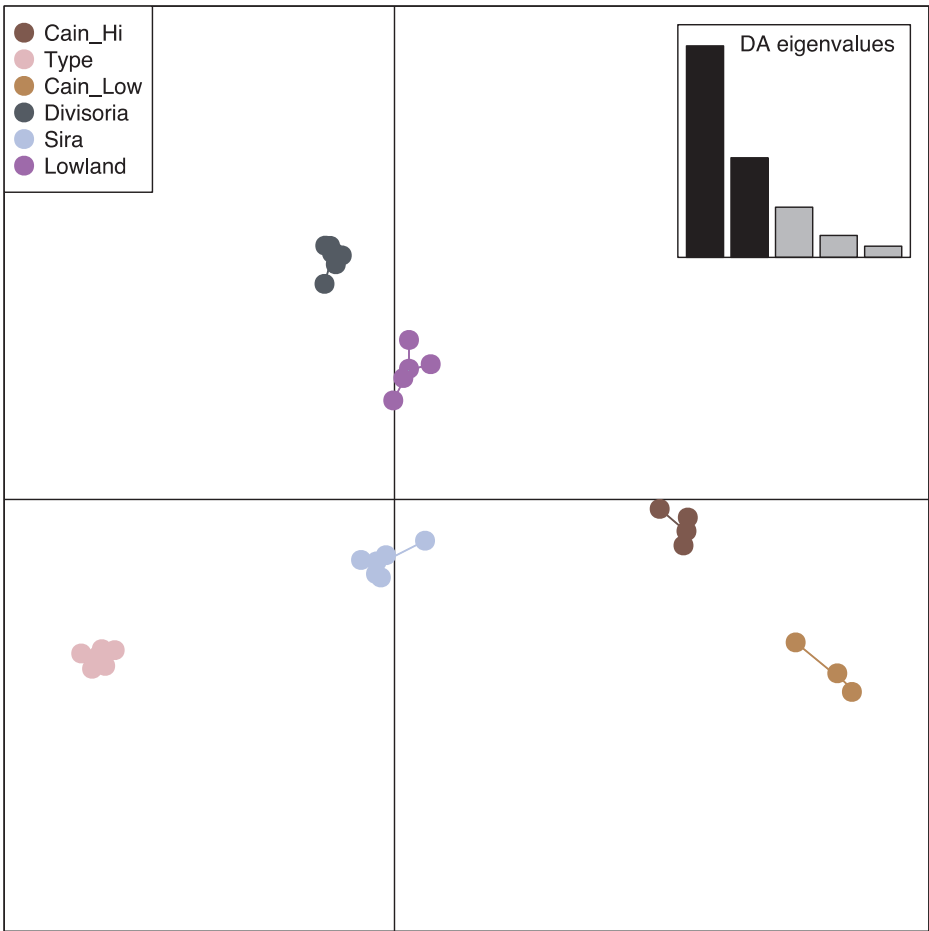 Cain_Hi
Type
Cain_Low
Divisoria
Sira
Lowland
DA eigenvalues